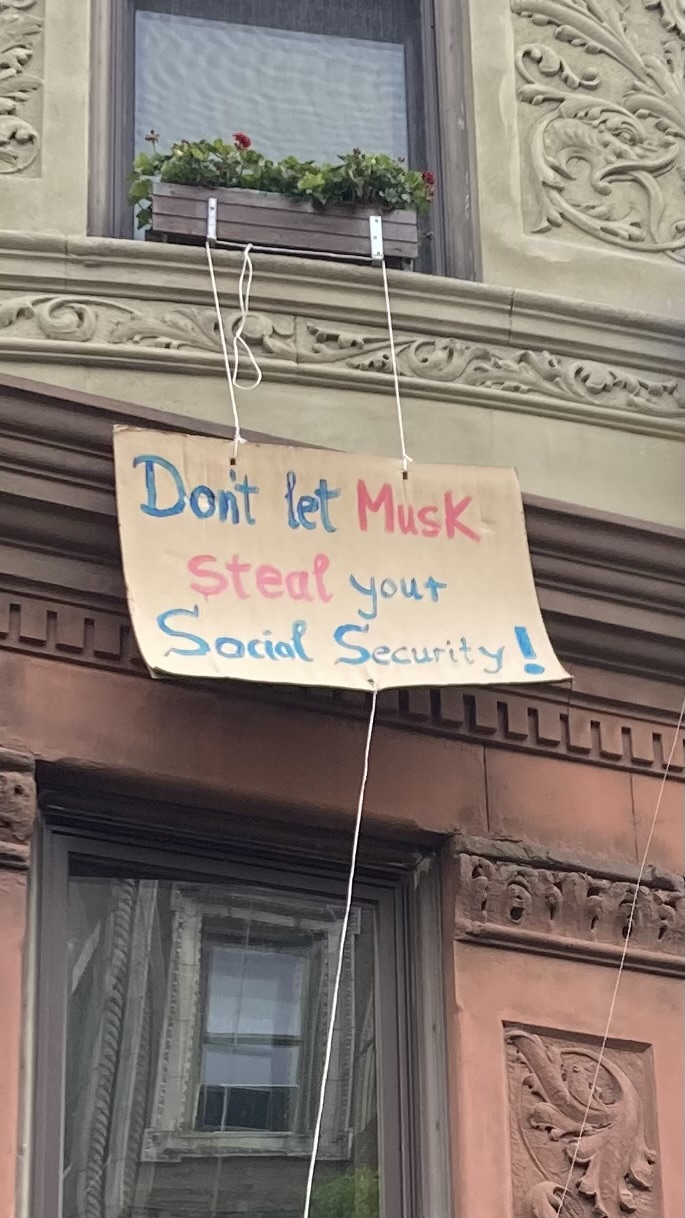 Don't let Musk
Steal your
Social Security!